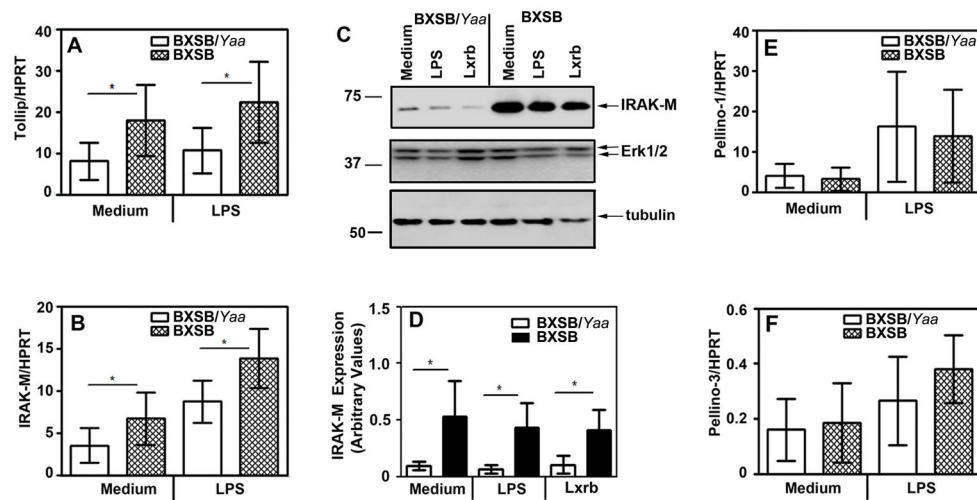 A
BXSB/Yaa
BXSB
Tollip/HPRT
40
30
20
10
0
*
*
Medium
LPS
C
BXSB/Yaa
BXSB
Medium
LPS
Lxrb
Medium
LPS
Lxrb
75
37
50
IRAK-M
Erk1/2
tubulin
E
BXSB/Yaa
BXSB
Pellino-1/HPRT
40
30
20
10
0
Medium
LPS
B
BXSB/Yaa
BXSB
IRAK-M/HPRT
20
15
10
5
0
*
*
Medium
LPS
D
BXSB/Yaa
BXSB
IRAK-M Expression
(Arbitrary Values)
1.5
1.0
0.5
0
*
*
*
Medium
LPS
Lxrb
F
BXSB/Yaa
BXSB
Pellino-3/HPRT
0.6
0.4
0.2
0
Medium
LPS